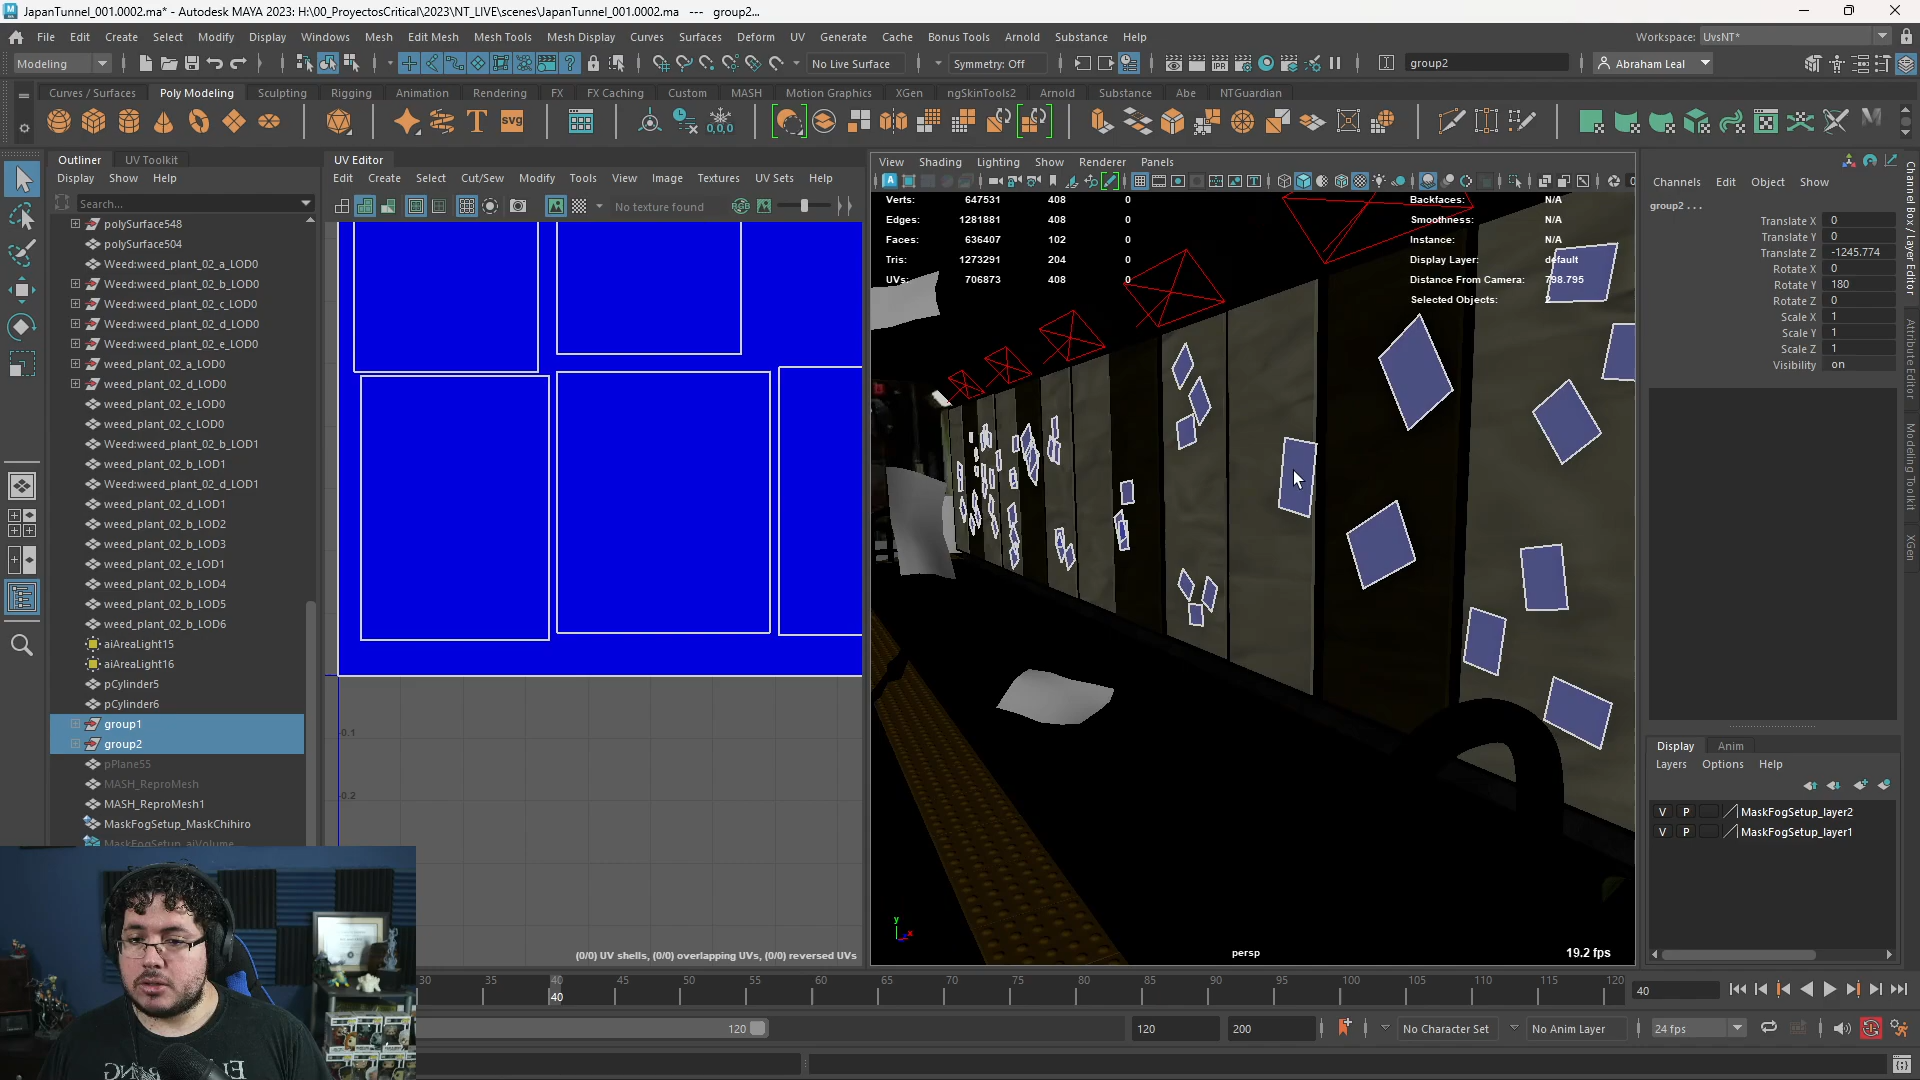 JapanTunnel_001.0002.ma* - Autodesk MAYA 2023: H:\00_ProyectosCritical\2023\NT_LIVE\scenes\JapanTunnel_001.0002.ma --- group2...
File Edit Create Select Modify Display Windows Mesh Edit Mesh Mesh Tools Mesh Display Curves Surfaces Deform UV Generate Cache Bonus Tools Arnold Substance Help
Workspace: UvsNT*
Modeling No Live Surface Symmetry: Off group2 Abraham Leal
Curves / Surfaces Poly Modeling Sculpting Rigging Animation Rendering FX FX Caching Custom MASH Motion Graphics XGen ngSkinTools2 Arnold Substance Abe NTGuardian
Outliner UV Toolkit
Display Show Help
Search...
polySurface548
polySurface504
Weed:weed_plant_02_a_LOD0
Weed:weed_plant_02_b_LOD0
Weed:weed_plant_02_c_LOD0
Weed:weed_plant_02_d_LOD0
Weed:weed_plant_02_e_LOD0
weed_plant_02_a_LOD0
weed_plant_02_d_LOD0
weed_plant_02_e_LOD0
weed_plant_02_c_LOD0
Weed:weed_plant_02_b_LOD1
weed_plant_02_b_LOD1
Weed:weed_plant_02_d_LOD1
weed_plant_02_d_LOD1
weed_plant_02_b_LOD2
weed_plant_02_b_LOD3
weed_plant_02_e_LOD1
weed_plant_02_b_LOD4
weed_plant_02_b_LOD5
weed_plant_02_b_LOD6
aiAreaLight15
aiAreaLight16
pCylinder5
pCylinder6
group1
group2
pPlane55
MASH_ReproMesh
MASH_ReproMesh1
MaskFogSetup_MaskChihiro
MaskFogSetup_aiVolume
UV Editor
Edit Create Select Cut/Sew Modify Tools View Image Textures UV Sets Help
No texture found
-0.1
-0.2
(0/0) UV shells, (0/0) overlapping UVs, (0/0) reversed UVs
View Shading Lighting Show Renderer Panels
Verts: 647531 408 0
Edges: 1281881 408 0
Faces: 636407 102 0
Tris: 1273291 204 0
UVs: 706873 408 0
Backfaces: N/A
Smoothness: N/A
Instance: N/A
Display Layer: default
Distance From Camera: 798.795
Selected Objects: 2
persp
19.2 fps
Channels Edit Object Show
group2 . . .
Translate X 0
Translate Y 0
Translate Z -1245.774
Rotate X 0
Rotate Y 180
Rotate Z 0
Scale X 1
Scale Y 1
Scale Z 1
Visibility on
Channel Box / Layer Editor
Attribute Editor
Modeling Toolkit
XGen
Display Anim
Layers Options Help
V P MaskFogSetup_layer2
V P MaskFogSetup_layer1
30 35 40 45 50 55 60 65 70 75 80 85 90 95 100 105 110 115 120
40
40
120
120 200 No Character Set No Anim Layer 24 fps